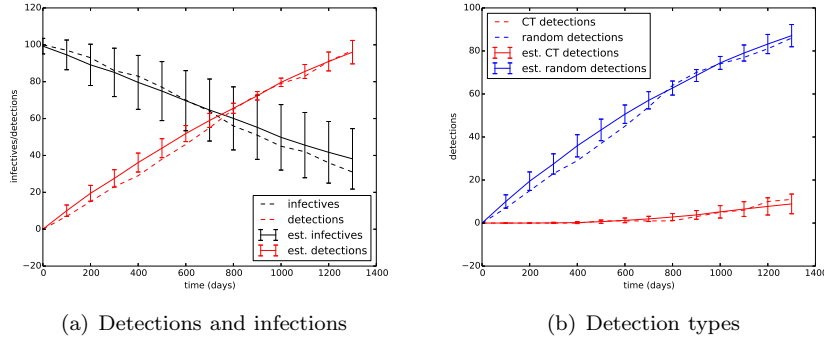 120
100
80
60
40
20
0
−20
infectives/detections
0
200
400
600
800
1000
1200
1400
time (days)
infectives
detections
est. infectives
est. detections
(a) Detections and infections
100
80
60
40
20
0
−20
detections
0
200
400
600
800
1000
1200
1400
time (days)
CT detections
random detections
est. CT detections
est. random detections
(b) Detection types